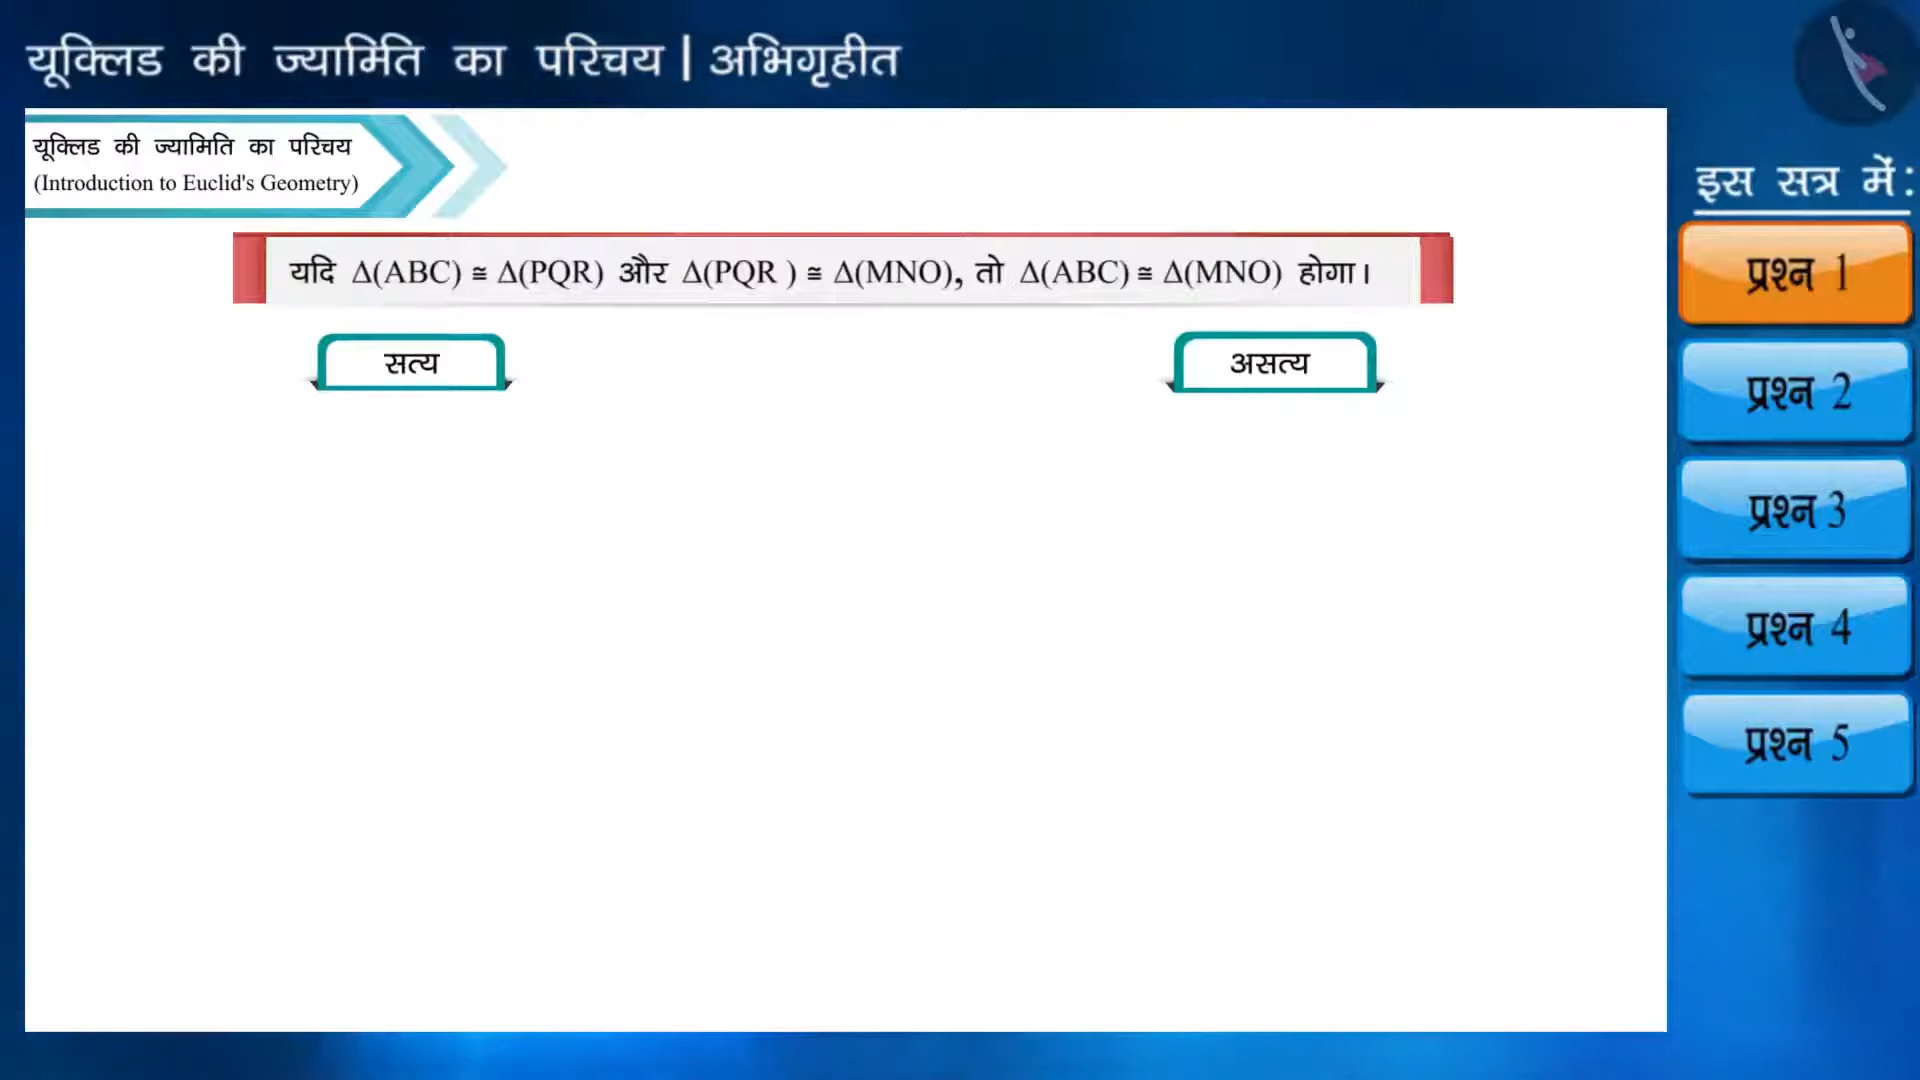 यूक्लिड की ज्यामिति का परिचय | अभिगृहीत
यूक्लिड की ज्यामिति का परिचय
(Introduction to Euclid's Geometry)
यदि Δ(ABC) ≅ Δ(PQR) और Δ(PQR ) ≅ Δ(MNO), तो Δ(ABC) ≅ Δ(MNO) होगा।
सत्य
असत्य
इस सत्र में:
प्रश्न 1
प्रश्न 2
प्रश्न 3
प्रश्न 4
प्रश्न 5